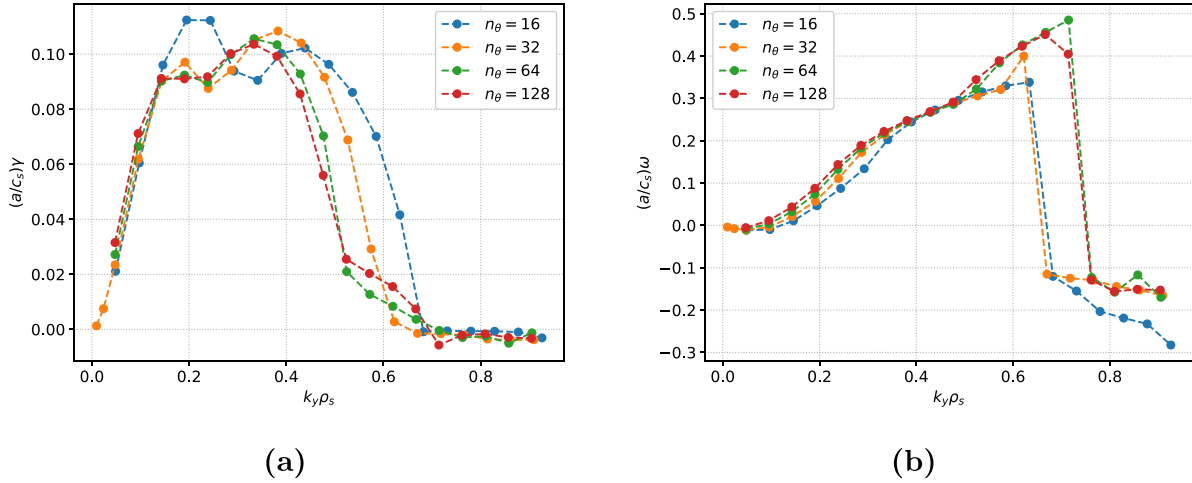 (a/c_s)γ
0.10
0.08
0.06
0.04
0.02
0.00
0.0 0.2 0.4 0.6 0.8
k_yρ_s
n_θ = 16
n_θ = 32
n_θ = 64
n_θ = 128
(a)
(a/c_s)ω
0.5
0.4
0.3
0.2
0.1
0.0
−0.1
−0.2
−0.3
0.0 0.2 0.4 0.6 0.8
k_yρ_s
n_θ = 16
n_θ = 32
n_θ = 64
n_θ = 128
(b)